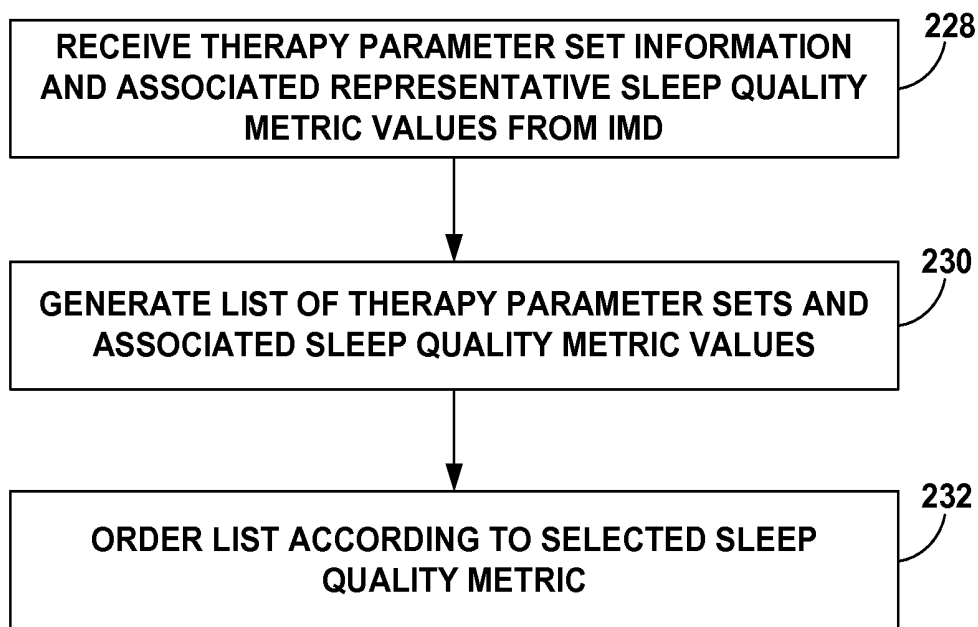 RECEIVE THERAPY PARAMETER SET INFORMATION
AND ASSOCIATED REPRESENTATIVE SLEEP QUALITY
METRIC VALUES FROM IMD
228
GENERATE LIST OF THERAPY PARAMETER SETS AND
ASSOCIATED SLEEP QUALITY METRIC VALUES
230
ORDER LIST ACCORDING TO SELECTED SLEEP
QUALITY METRIC
232